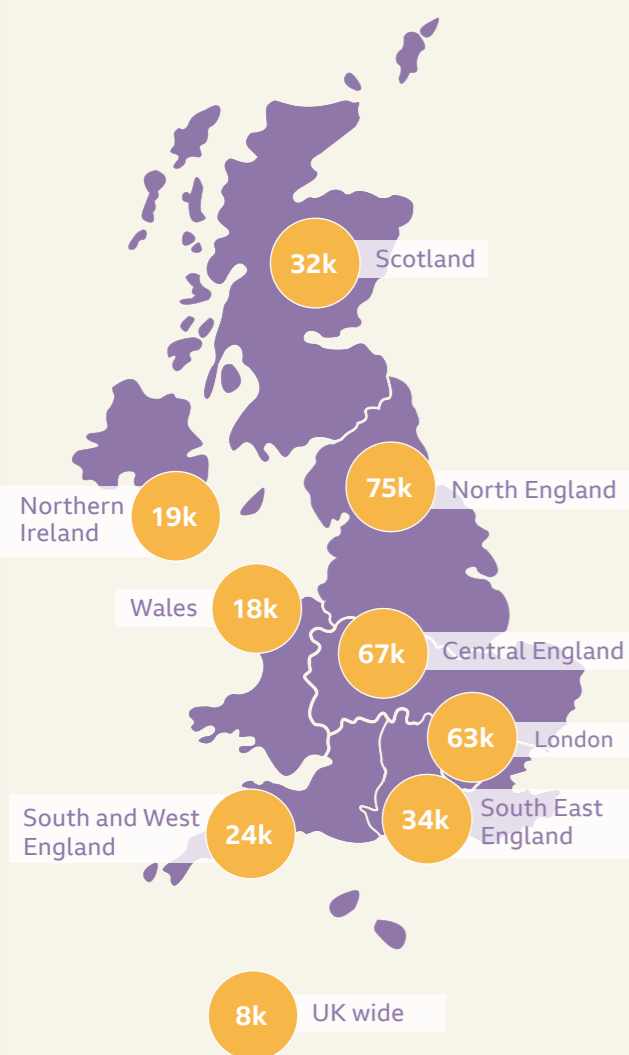 32k
Scotland
75k
North England
Northern
Ireland
19k
Wales
18k
67k
Central England
63k
London
South and West
England
24k
34k
South East
England
8k
UK wide